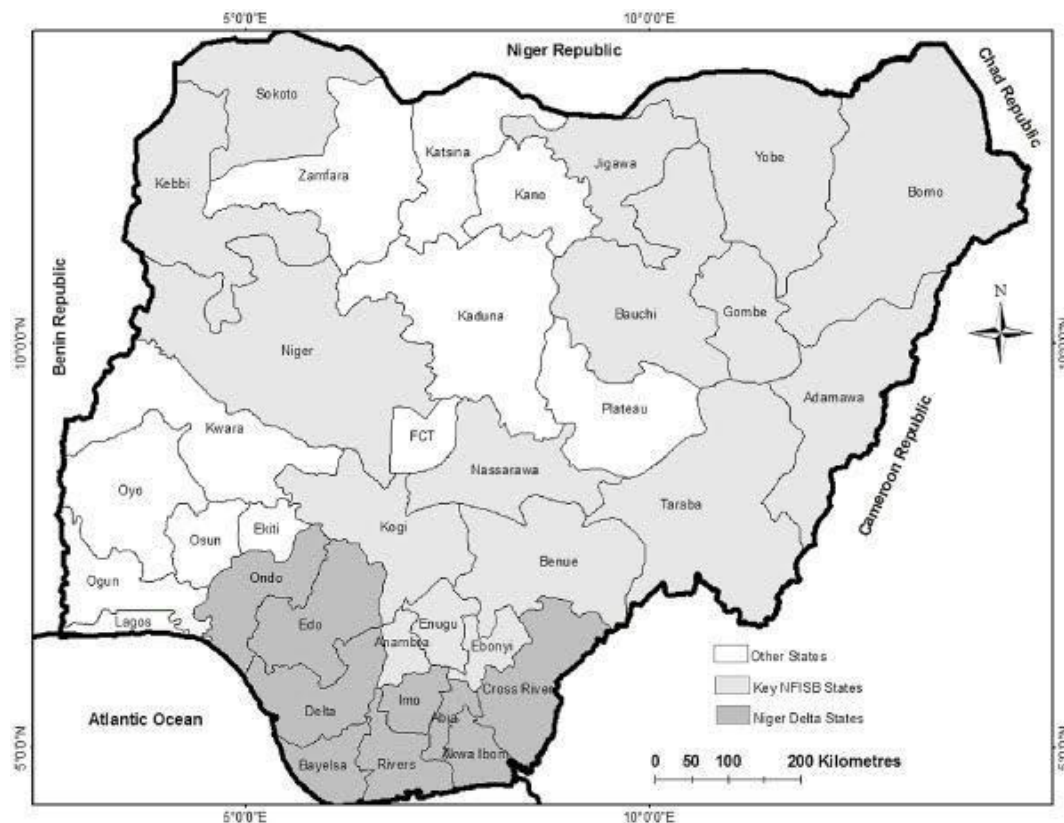 5°0'0"E
10°0'0"E
Niger Republic
Chad Republic
Sokoto
Katsina
Yobe
Jigawa
Zamfara
Kebbi
Kano
Borno
N
Benin Republic
Kaduna
Bauchi
Gombe
10°0'0"N
Niger
Adamawa
Plateau
Kwara
FCT
Nassarawa
Cameroon Republic
Oyo
Taraba
Kogi
Ekiti
Osun
Benue
Ogun
Ondo
Lagos
Edo
Enugu
Anambra
Ebonyi
Other States
Cross River
Key NFISB States
Imo
Delta
Abia
Niger Delta States
Atlantic Ocean
Akwa Ibom
Bayelsa
Rivers
5°0'0"N
0 50 100 200 Kilometres
5°0'0"E
10°0'0"E